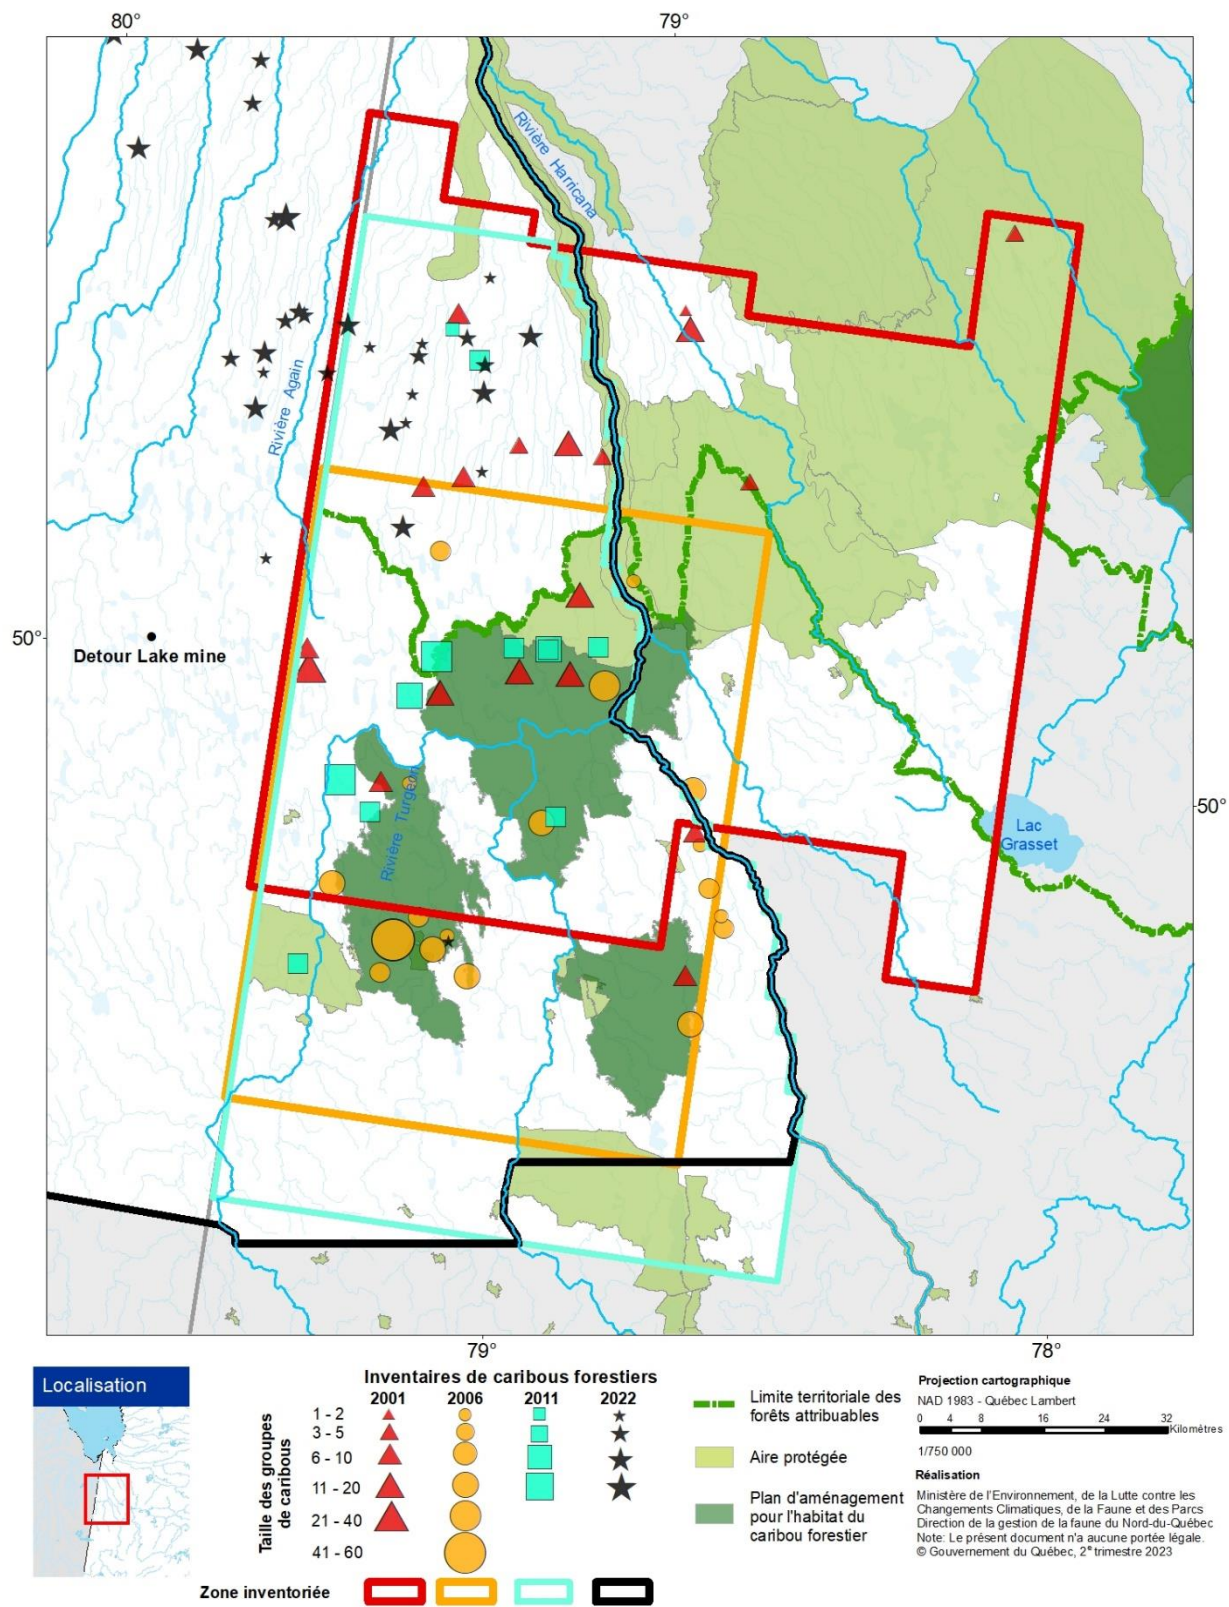 80°
79°
Rivière Harricana
Rivière Again
50°
Detour Lake mine
Rivière Turgeon
50°
Lac
Grasset
79°
78°
Localisation
Inventaires de caribous forestiers
2001 2006 2011 2022
Taille des groupes
de caribous
1 - 2
3 - 5
6 - 10
11 - 20
21 - 40
41 - 60
Zone inventoriée
Limite territoriale des
forêts attribuables
Aire protégée
Plan d'aménagement
pour l'habitat du
caribou forestier
Projection cartographique
NAD 1983 - Québec Lambert
0 4 8 16 24 32
Kilomètres
1/750 000
Réalisation
Ministère de l'Environnement, de la Lutte contre les
Changements Climatiques, de la Faune et des Parcs
Direction de la gestion de la faune du Nord-du-Québec
Note: Le présent document n'a aucune portée légale.
© Gouvernement du Québec, 2e trimestre 2023